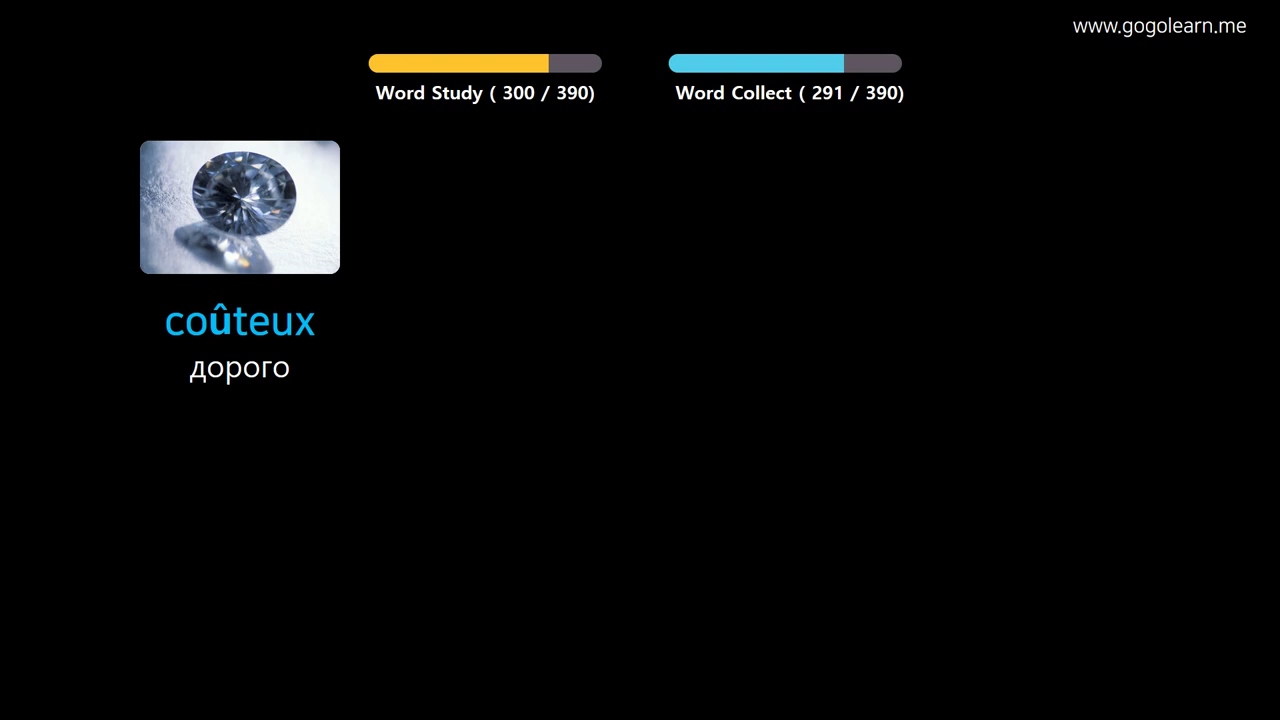 www.gogolearn.me
Word Study ( 300 / 390)
Word Collect ( 291 / 390)
coûteux
дорого